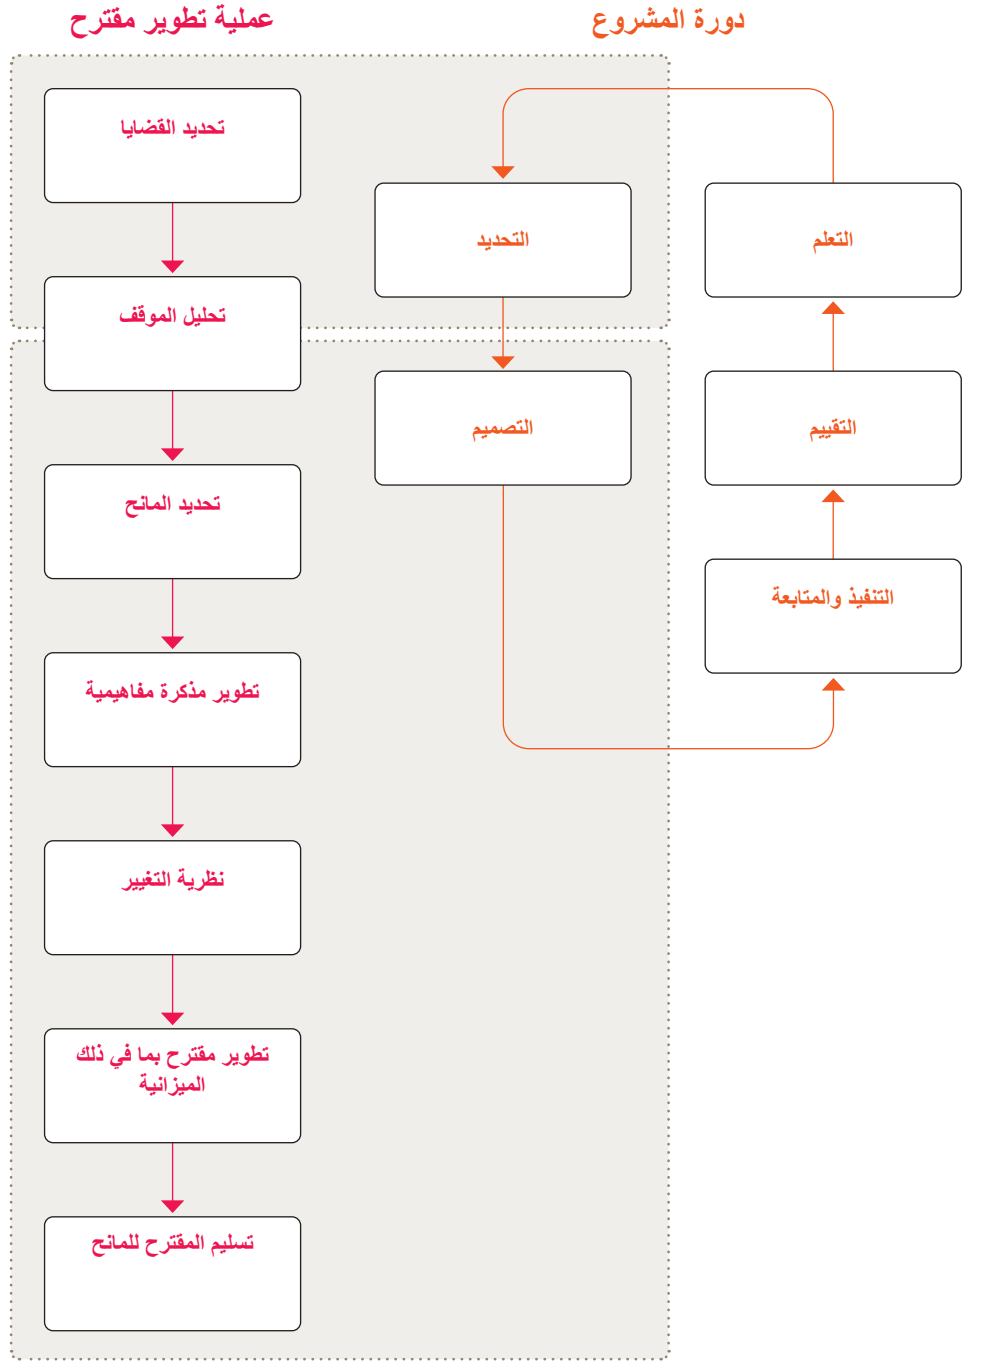 دورة المشروع
عملية تطوير مقترح
التعلم
التحديد
التقييم
التصميم
التنفيذ والمتابعة
تحديد القضايا
تحليل الموقف
تحديد المانح
تطوير مذكرة مفاهيمية
نظرية التغيير
تطوير مقترح بما في ذلك
الميزانية
تسليم المقترح للمانح